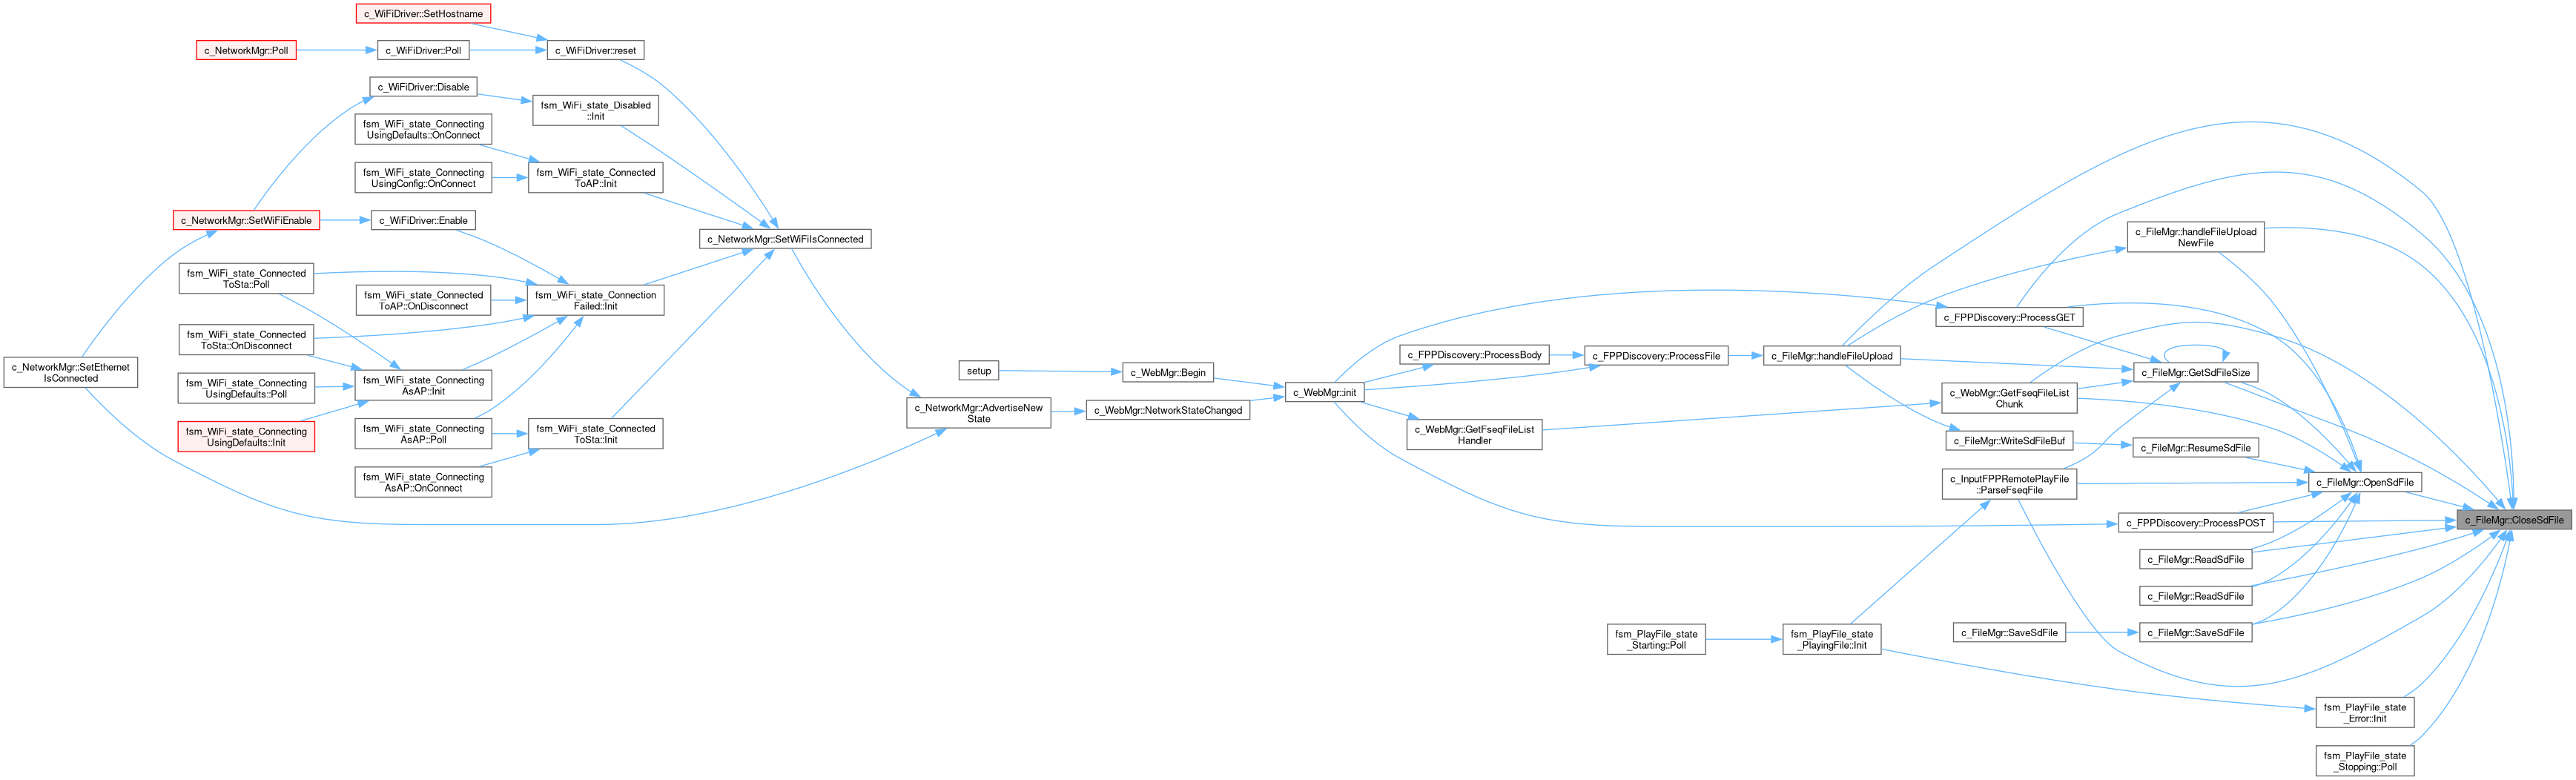 c_WiFiDriver::SetHostname
c_NetworkMgr::Poll
c_WiFiDriver::Poll
c_WiFiDriver::reset
c_WiFiDriver::Disable
fsm_WiFi_state_Disabled
::Init
fsm_WiFi_state_Connecting
UsingDefaults::OnConnect
fsm_WiFi_state_Connecting
UsingConfig::OnConnect
fsm_WiFi_state_Connected
ToAP::Init
c_NetworkMgr::SetWiFiEnable
c_WiFiDriver::Enable
c_NetworkMgr::SetWiFiIsConnected
fsm_WiFi_state_Connected
ToSta::Poll
fsm_WiFi_state_Connected
ToAP::OnDisconnect
fsm_WiFi_state_Connection
Failed::Init
fsm_WiFi_state_Connected
ToSta::OnDisconnect
c_NetworkMgr::SetEthernet
IsConnected
fsm_WiFi_state_Connecting
UsingDefaults::Poll
fsm_WiFi_state_Connecting
AsAP::Init
fsm_WiFi_state_Connecting
UsingDefaults::Init
fsm_WiFi_state_Connecting
AsAP::Poll
fsm_WiFi_state_Connected
ToSta::Init
fsm_WiFi_state_Connecting
AsAP::OnConnect
setup
c_WebMgr::Begin
c_NetworkMgr::AdvertiseNew
State
c_WebMgr::NetworkStateChanged
c_WebMgr::init
c_FPPDiscovery::ProcessBody
c_FPPDiscovery::ProcessFile
c_FileMgr::handleFileUpload
c_WebMgr::GetFseqFileList
Handler
c_FileMgr::handleFileUpload
NewFile
c_FPPDiscovery::ProcessGET
c_FileMgr::GetSdFileSize
c_WebMgr::GetFseqFileList
Chunk
c_FileMgr::WriteSdFileBuf
c_FileMgr::ResumeSdFile
c_InputFPPRemotePlayFile
::ParseFseqFile
c_FileMgr::OpenSdFile
c_FPPDiscovery::ProcessPOST
c_FileMgr::CloseSdFile
c_FileMgr::ReadSdFile
c_FileMgr::ReadSdFile
fsm_PlayFile_state
_Starting::Poll
fsm_PlayFile_state
_PlayingFile::Init
c_FileMgr::SaveSdFile
c_FileMgr::SaveSdFile
fsm_PlayFile_state
_Error::Init
fsm_PlayFile_state
_Stopping::Poll